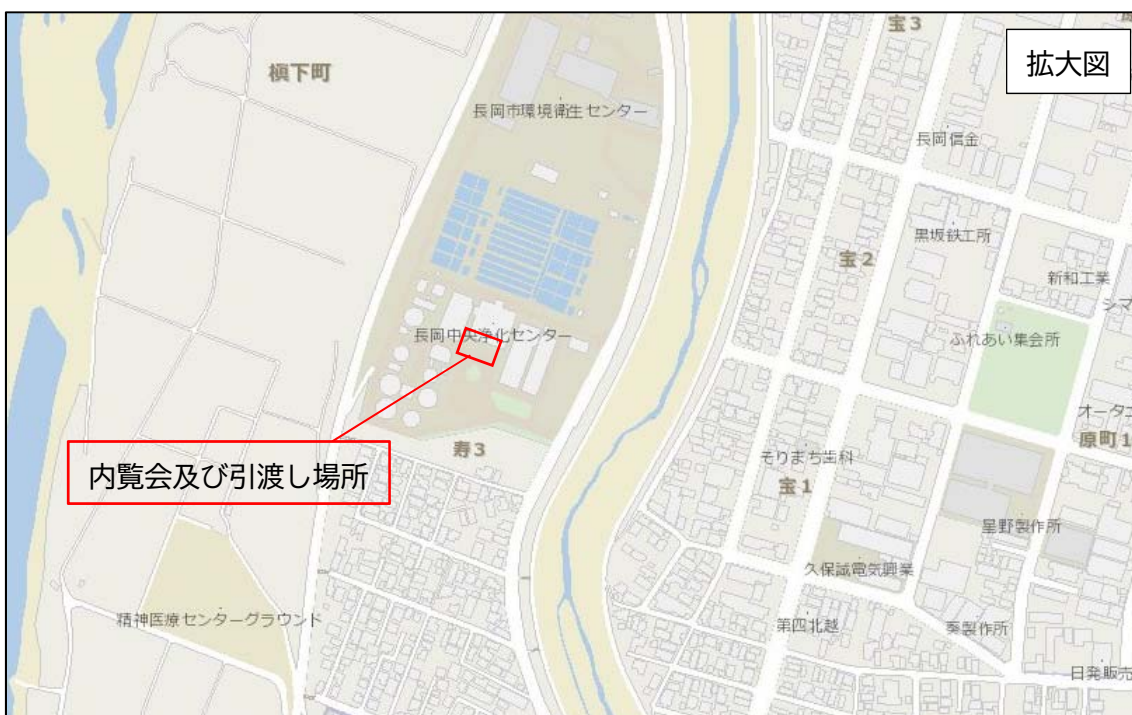 宝3
拡大図
槇下町
長岡市環境衛生センター
長岡信金
黒坂鉄工所
宝2
新和工業
シマ
長岡中央浄化センター
ふれあい集会所
オータ
原町1
内覧会及び引渡し場所
寿3
もりまち歯科
宝1
星野製作所
久保誠電気興業
精神医療センターグラウンド
第四北越
奏製作所
日発販売